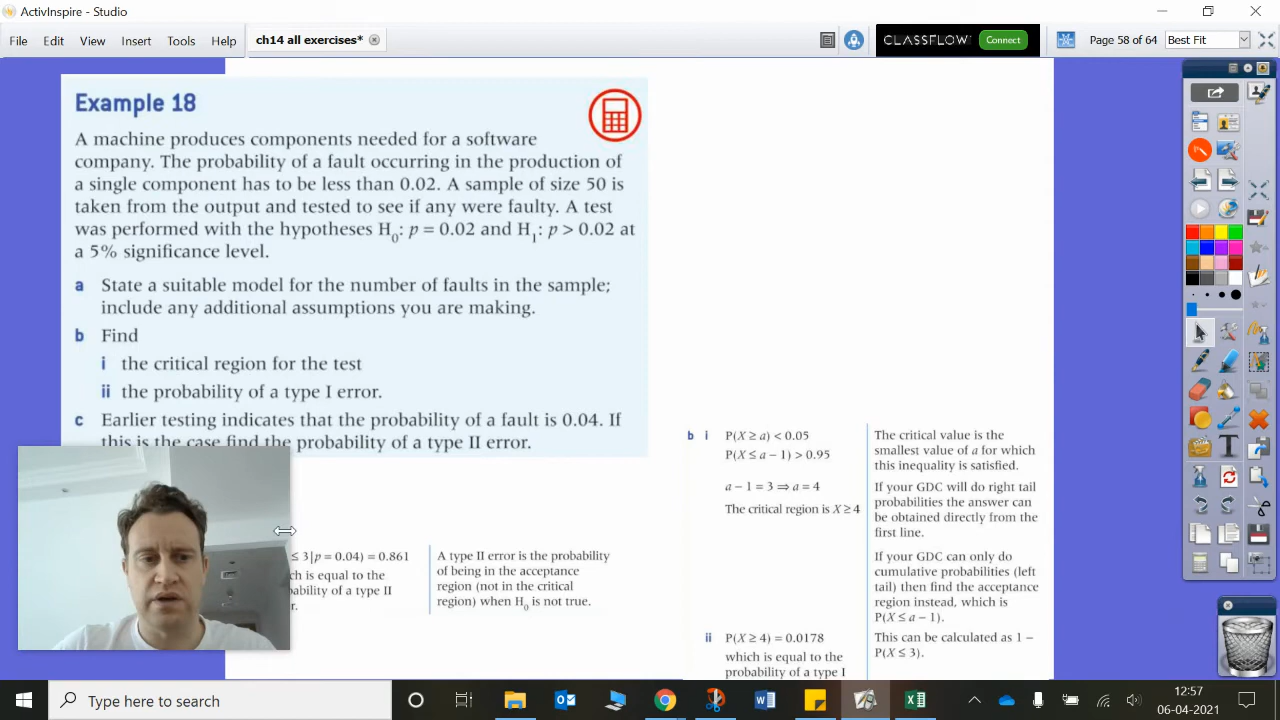 ActivInspire - Studio
File Edit View Insert Tools Help
ch14 all exercises*
CLASSFLOW Connect
Page 58 of 64
Best Fit
Example 18
A machine produces components needed for a software
company. The probability of a fault occurring in the production of
a single component has to be less than 0.02. A sample of size 50 is
taken from the output and tested to see if any were faulty. A test
was performed with the hypotheses H₀: p = 0.02 and H₁: p > 0.02 at
a 5% significance level.
a State a suitable model for the number of faults in the sample;
include any additional assumptions you are making.
b Find
i the critical region for the test
ii the probability of a type I error.
c Earlier testing indicates that the probability of a fault is 0.04. If
this is the case find the probability of a type II error.
≤ 3|p = 0.04) = 0.861
is equal to the
of a type II
A type II error is the probability
of being in the acceptance
region (not in the critical
region) when H₀ is not true.
b i P(X ≥ a) < 0.05
P(X ≤ a − 1) > 0.95
a − 1 = 3 ⇒ a = 4
The critical region is X ≥ 4
The critical value is the
smallest value of a for which
this inequality is satisfied.
If your GDC will do right tail
probabilities the answer can
be obtained directly from the
first line.
If your GDC can only do
cumulative probabilities (left
tail) then find the acceptance
region instead, which is
P(X ≤ a − 1).
ii P(X ≥ 4) = 0.0178
which is equal to the
probability of a type I
This can be calculated as 1 −
P(X ≤ 3).
Type here to search
12:57
06-04-2021